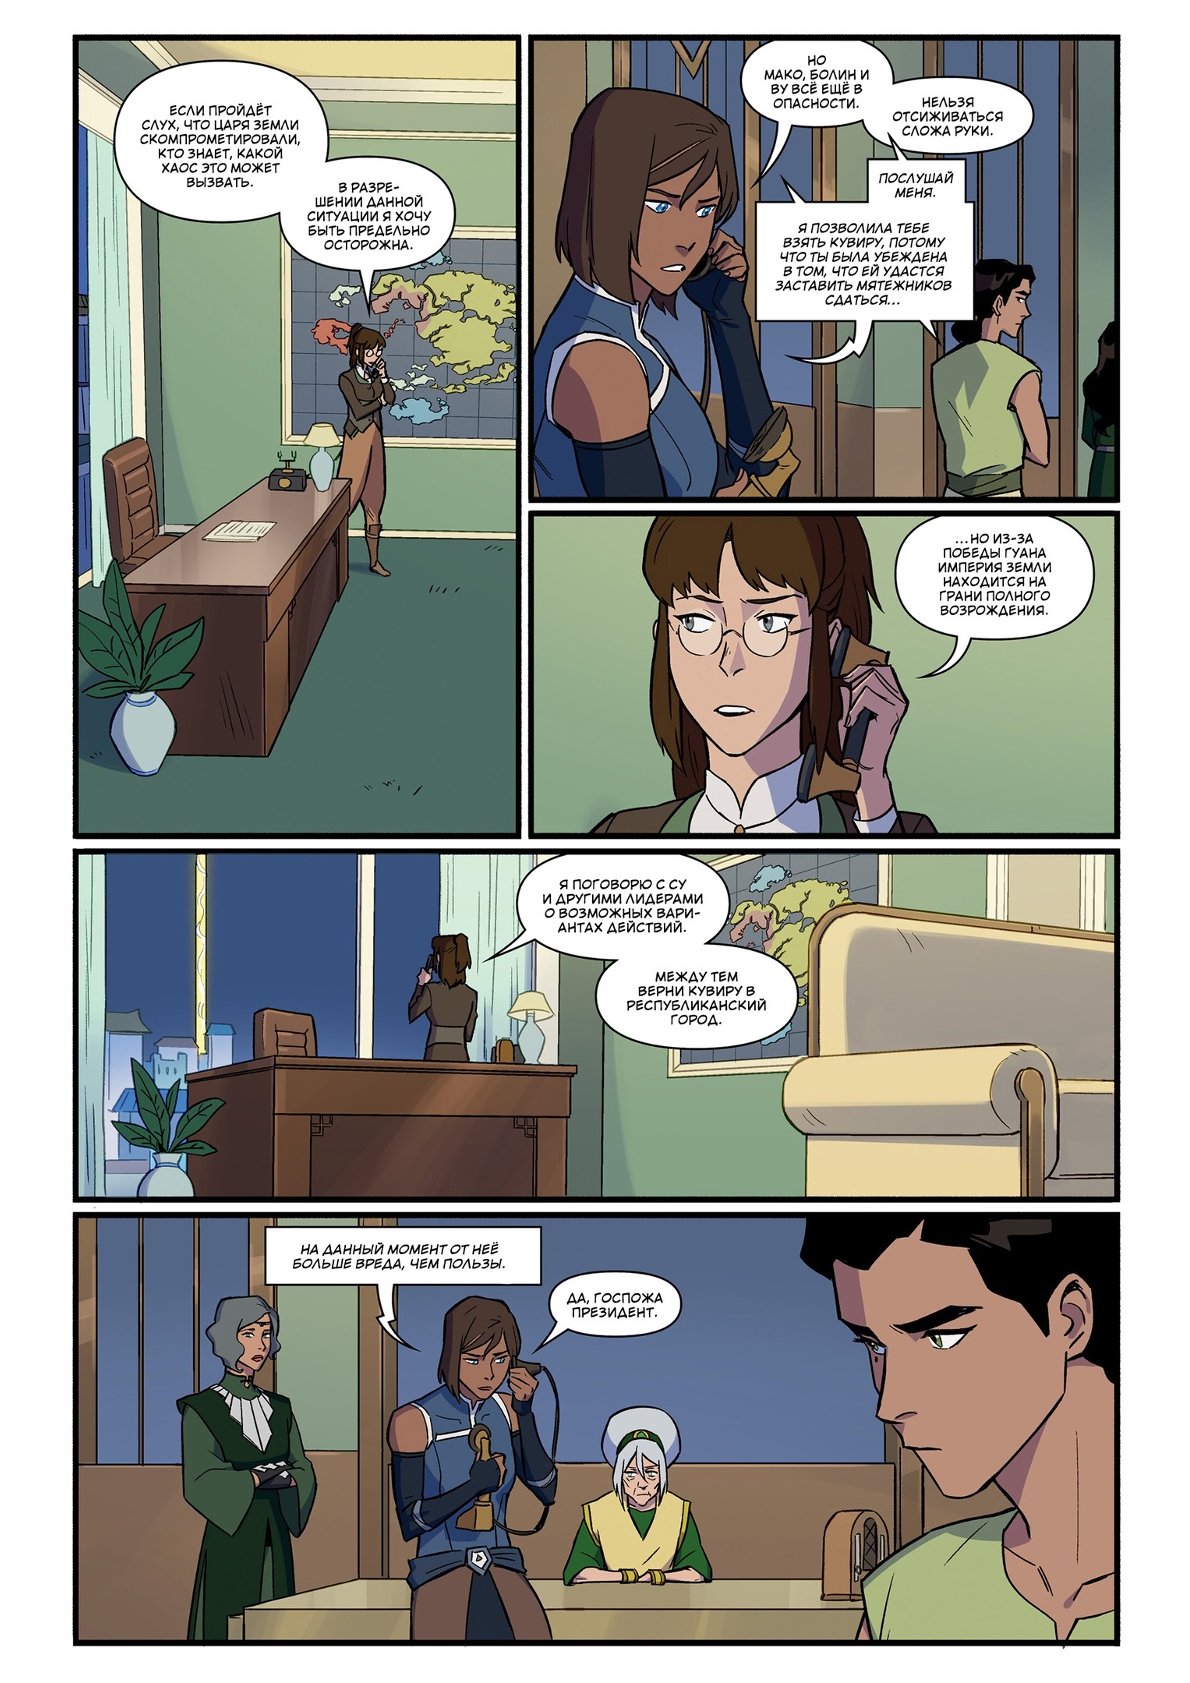 ЕСЛИ ПРОЙДЁТ
СЛУХ, ЧТО ЦАРЯ ЗЕМЛИ
СКОМПРОМЕТИРОВАЛИ,
КТО ЗНАЕТ, КАКОЙ
ХАОС ЭТО МОЖЕТ
ВЫЗВАТЬ.
В РАЗРЕ-
ШЕНИИ ДАННОЙ
СИТУАЦИИ Я ХОЧУ
БЫТЬ ПРЕДЕЛЬНО
ОСТОРОЖНА.
НО
МАКО, БОЛИН И
ВУ ВСЁ ЕЩЁ В
ОПАСНОСТИ.
НЕЛЬЗЯ
ОТСИЖИВАТЬСЯ
СЛОЖА РУКИ.
ПОСЛУШАЙ
МЕНЯ.
Я ПОЗВОЛИЛА ТЕБЕ
ВЗЯТЬ КУВИРУ, ПОТОМУ
ЧТО ТЫ БЫЛА УБЕЖДЕНА
В ТОМ, ЧТО ЕЙ УДАСТСЯ
ЗАСТАВИТЬ МЯТЕЖНИКОВ
СДАТЬСЯ...
...НО ИЗ-ЗА
ПОБЕДЫ ГУАНА
ИМПЕРИЯ ЗЕМЛИ
НАХОДИТСЯ НА
ГРАНИ ПОЛНОГО
ВОЗРОЖДЕНИЯ.
Я ПОГОВОРЮ С СУ
И ДРУГИМИ ЛИДЕРАМИ
О ВОЗМОЖНЫХ ВАРИ-
АНТАХ ДЕЙСТВИЙ.
МЕЖДУ ТЕМ
ВЕРНИ КУВИРУ В
РЕСПУБЛИКАНСКИЙ
ГОРОД.
НА ДАННЫЙ МОМЕНТ ОТ НЕЁ
БОЛЬШЕ ВРЕДА, ЧЕМ ПОЛЬЗЫ.
ДА, ГОСПОЖА
ПРЕЗИДЕНТ.